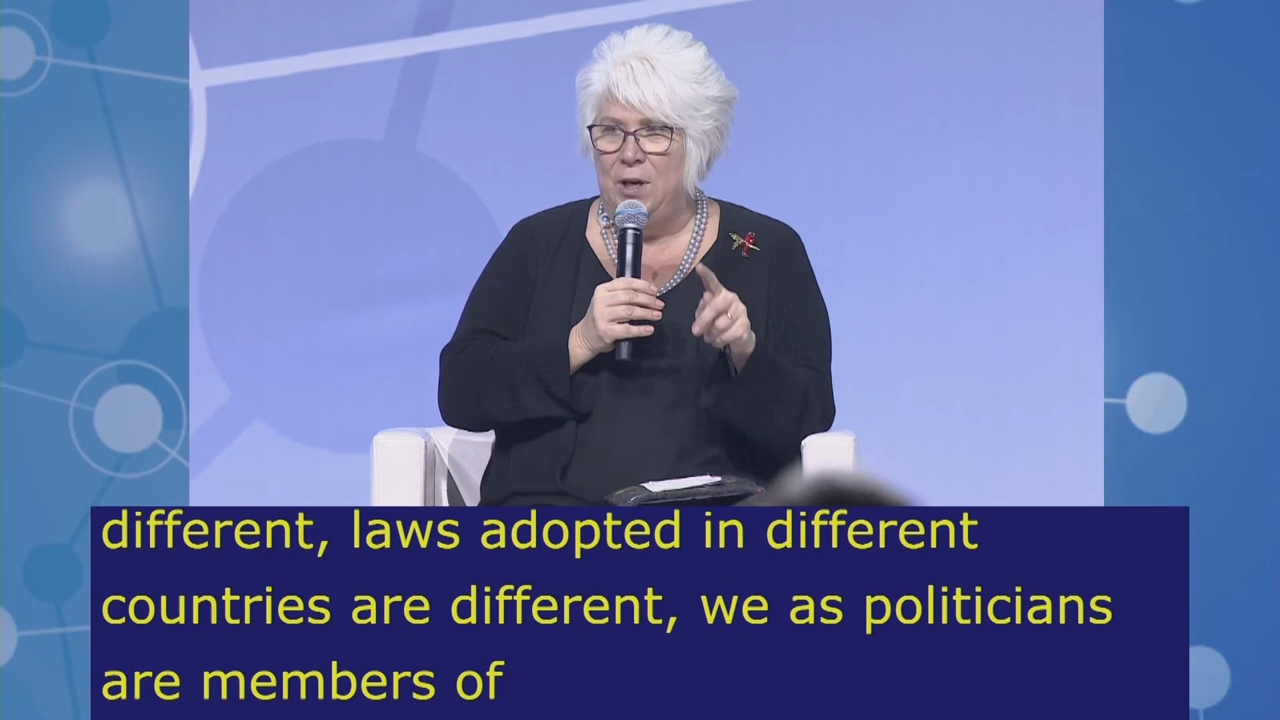 different, laws adopted in different
countries are different, we as politicians
are members of